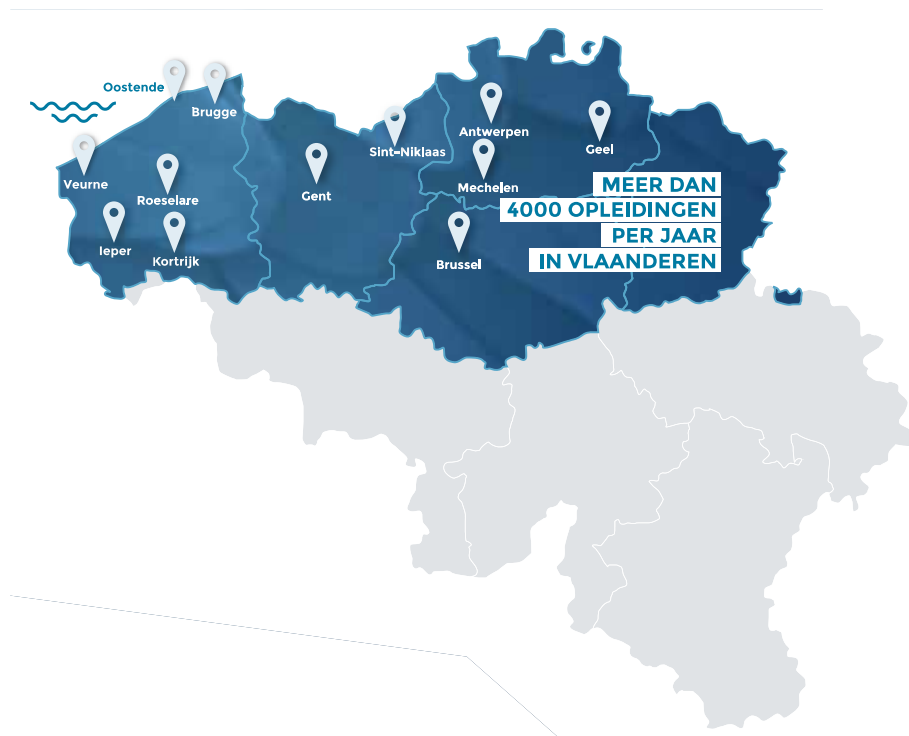 Oostende
Brugge
Veurne
Roeselare
Ieper
Kortrijk
Gent
Sint-Niklaas
Antwerpen
Mechelen
Geel
Brussel
MEER DAN
4000 OPLEIDINGEN
PER JAAR
IN VLAANDEREN